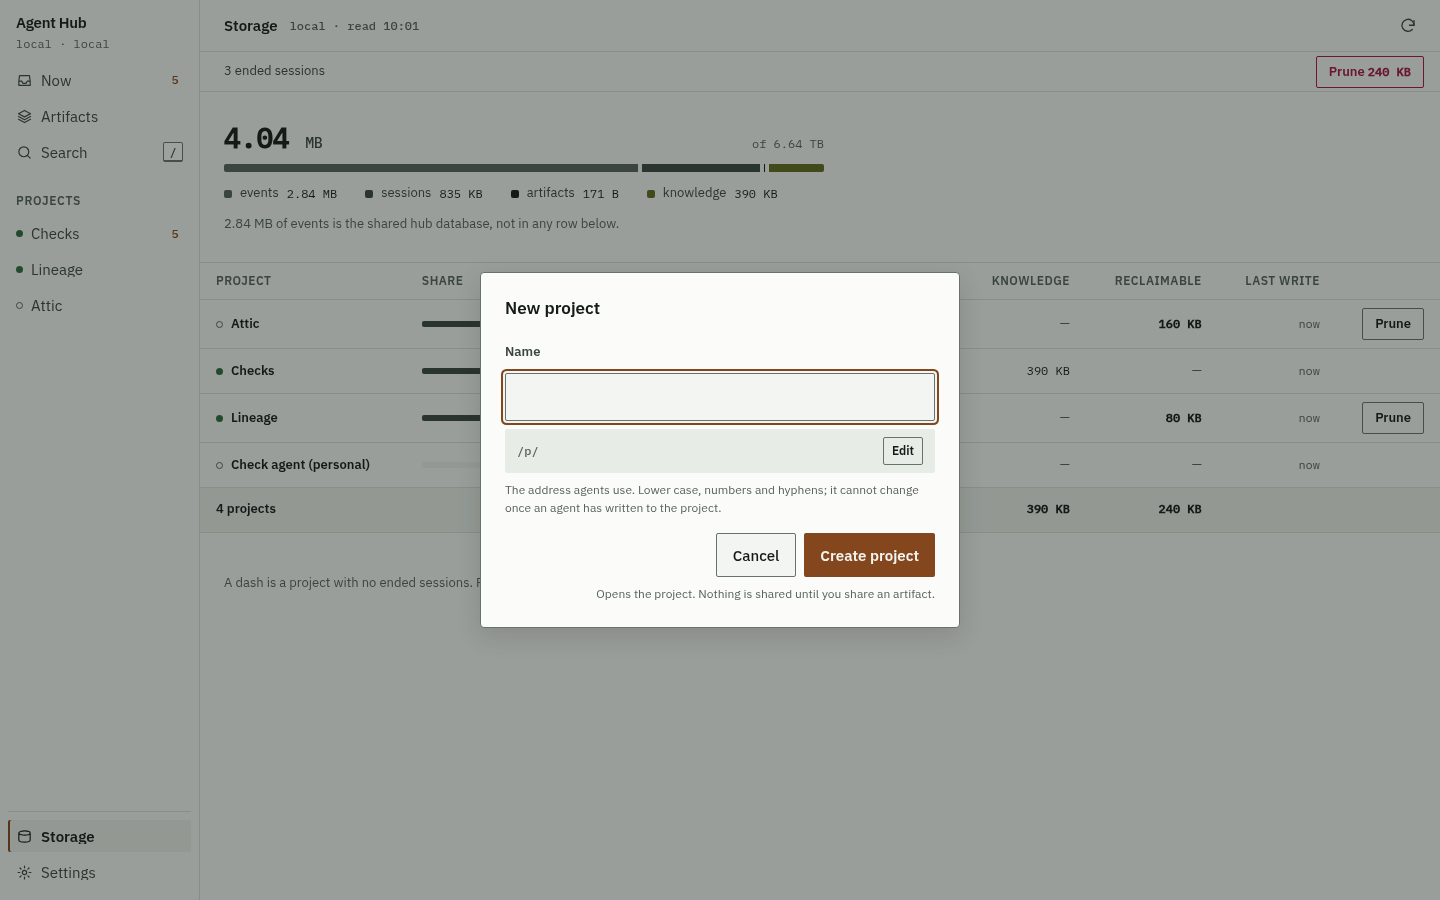 Agent Hub
local · local
Now 5
Artifacts
Search /
PROJECTS
Checks 5
Lineage
Attic
Storage
Settings
Storage local · read 10:01
3 ended sessions
Prune 240 KB
4.04 MB
of 6.64 TB
events 2.84 MB sessions 835 KB artifacts 171 B knowledge 390 KB
2.84 MB of events is the shared hub database, not in any row below.
PROJECT SHARE KNOWLEDGE RECLAIMABLE LAST WRITE
Attic — 160 KB now Prune
Checks 390 KB — now
Lineage — 80 KB now Prune
Check agent (personal) — — now
4 projects 390 KB 240 KB
A dash is a project with no ended sessions.
New project
Name
/p/
Edit
The address agents use. Lower case, numbers and hyphens; it cannot change
once an agent has written to the project.
Cancel
Create project
Opens the project. Nothing is shared until you share an artifact.